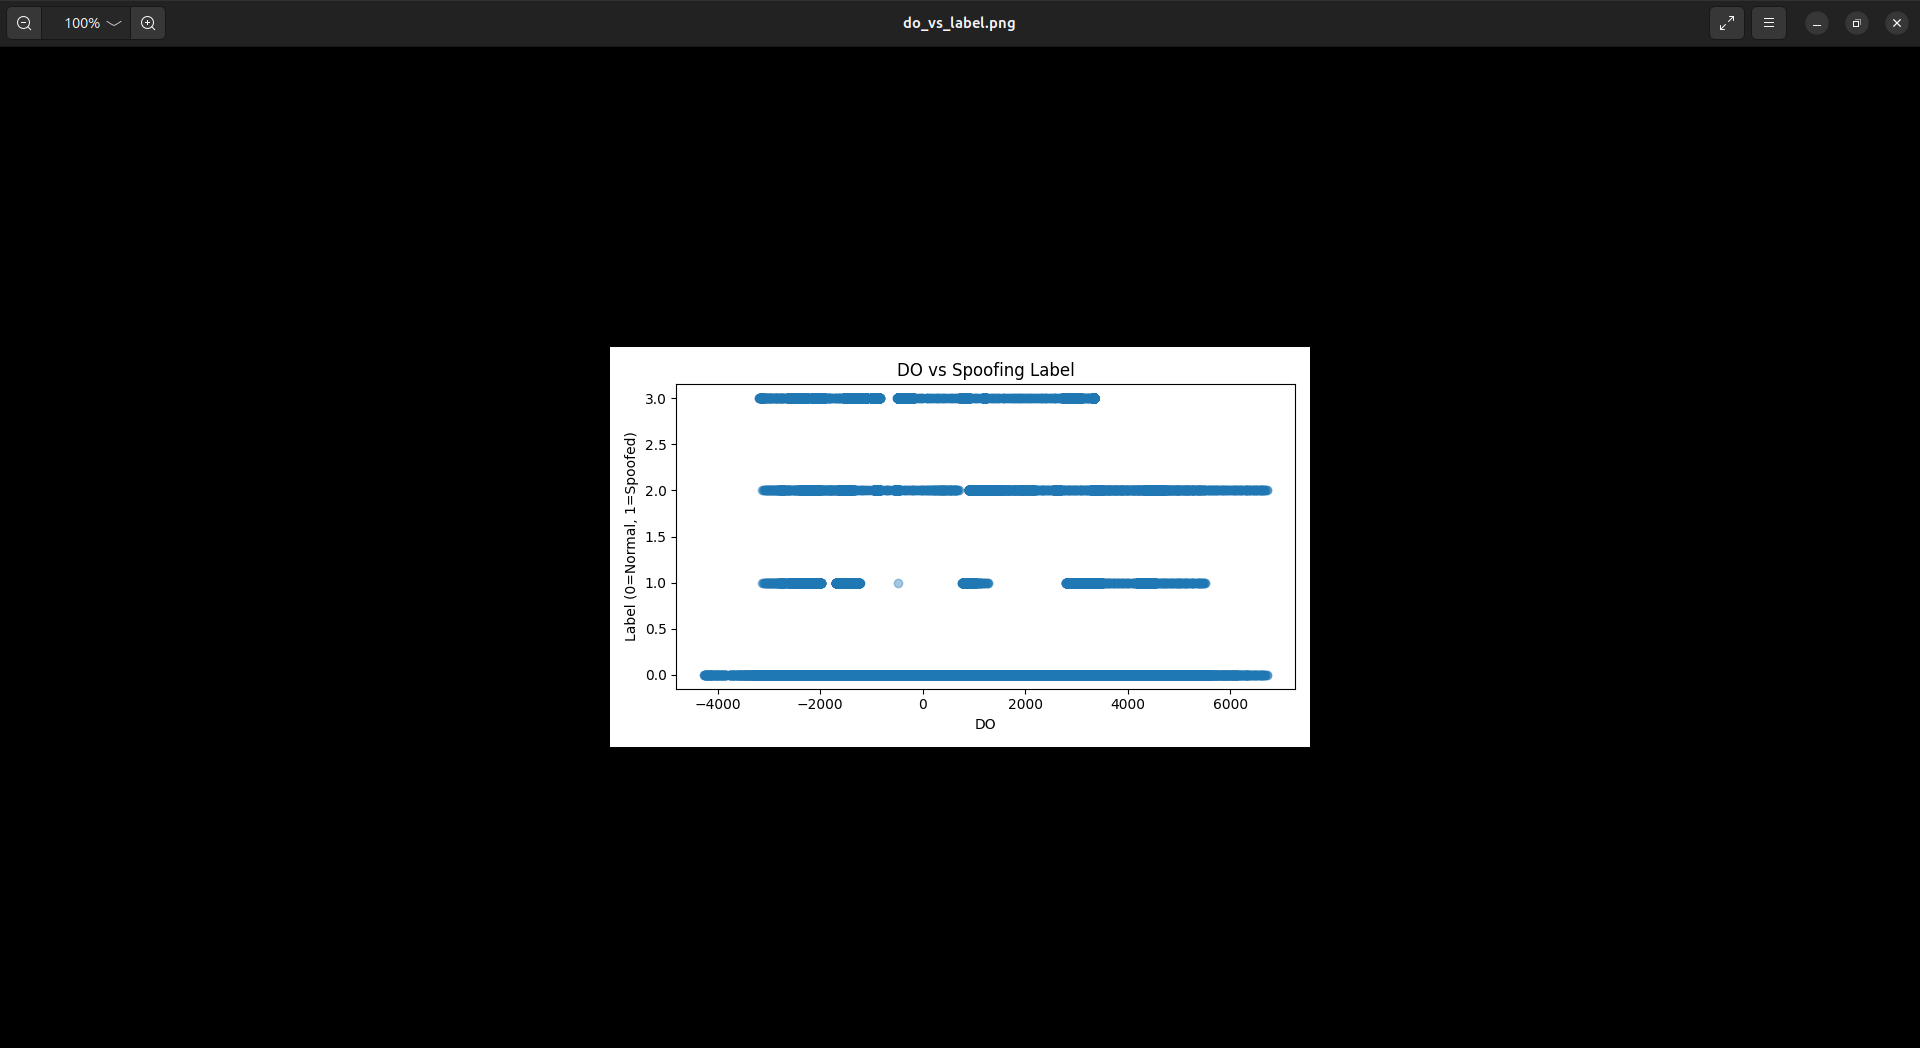 100%
do_vs_label.png
DO vs Spoofing Label
3.0
2.5
2.0
1.5
1.0
0.5
0.0
Label (0=Normal, 1=Spoofed)
−4000 −2000 0 2000 4000 6000
DO